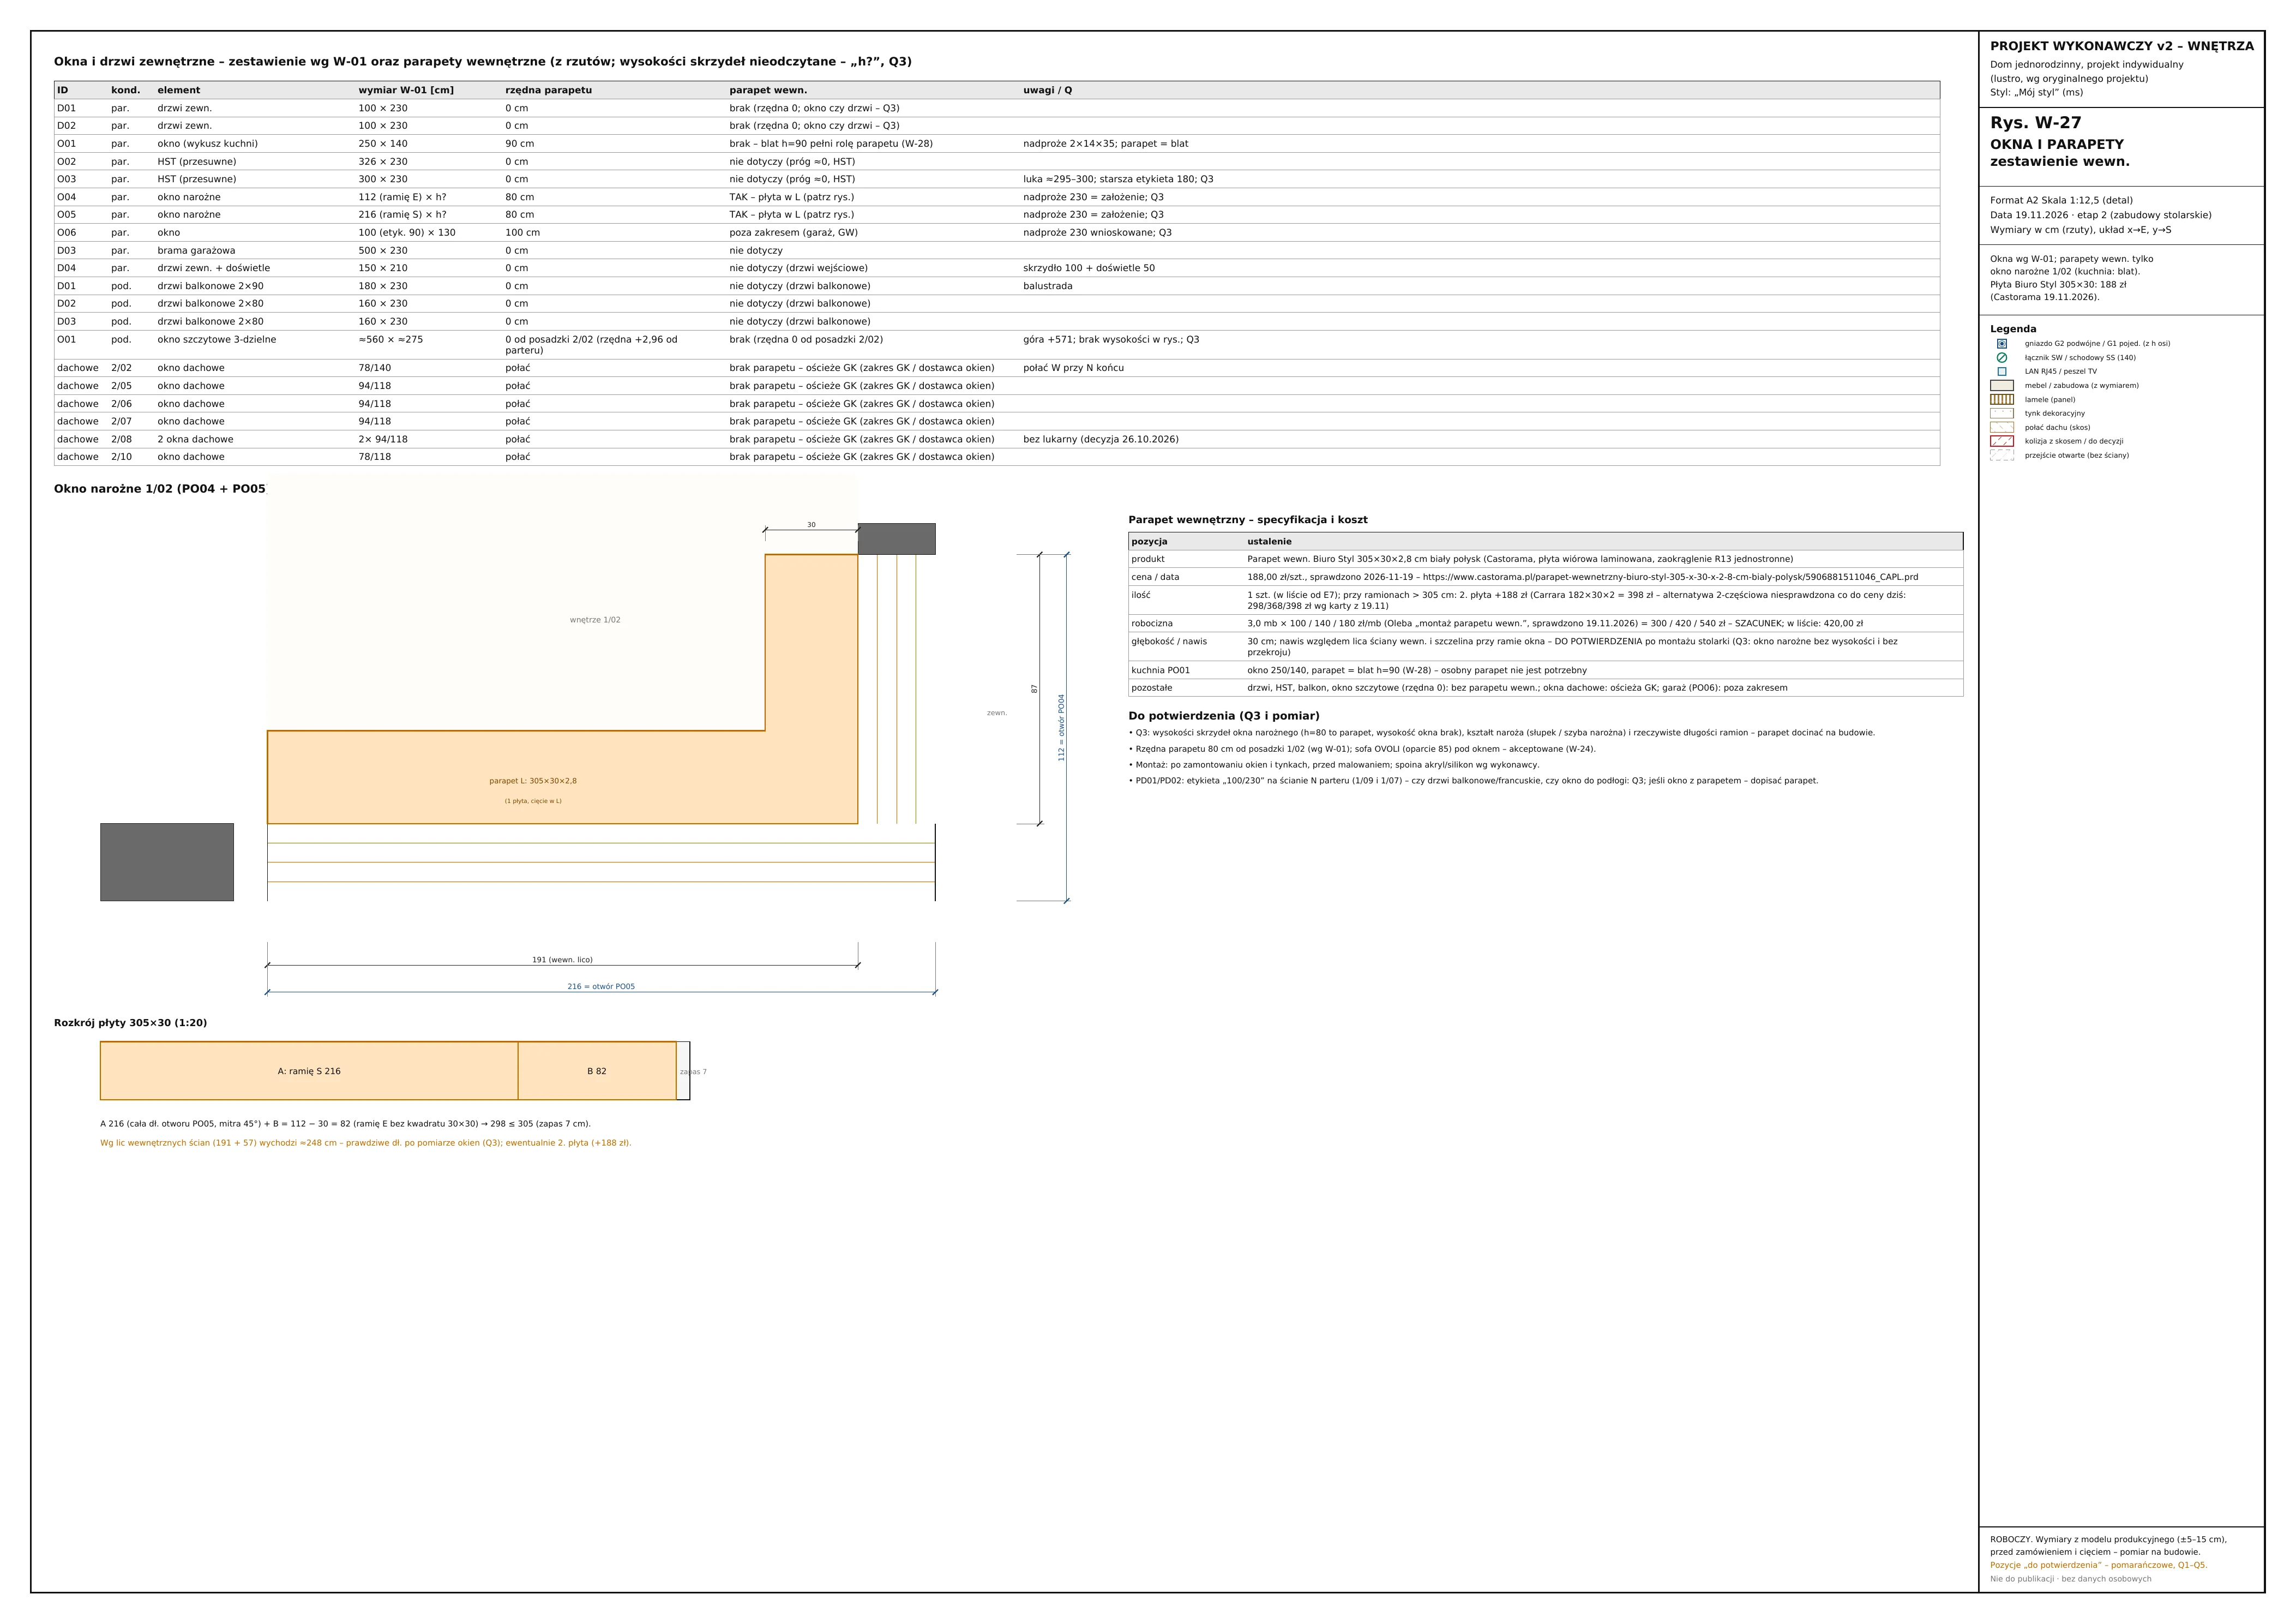 Okna i drzwi zewnętrzne – zestawienie wg W-01 oraz parapety wewnętrzne (z rzutów; wysokości skrzydeł nieodczytane – „h?”, Q3)
ID kond. element wymiar W-01 [cm] rzędna parapetu parapet wewn. uwagi / Q
D01 par. drzwi zewn. 100 × 230 0 cm brak (rzędna 0; okno czy drzwi – Q3)
D02 par. drzwi zewn. 100 × 230 0 cm brak (rzędna 0; okno czy drzwi – Q3)
O01 par. okno (wykusz kuchni) 250 × 140 90 cm brak – blat h=90 pełni rolę parapetu (W-28) nadproże 2×14×35; parapet = blat
O02 par. HST (przesuwne) 326 × 230 0 cm nie dotyczy (próg ≈0, HST)
O03 par. HST (przesuwne) 300 × 230 0 cm nie dotyczy (próg ≈0, HST) luka ≈295–300; starsza etykieta 180; Q3
O04 par. okno narożne 112 (ramię E) × h? 80 cm TAK – płyta w L (patrz rys.) nadproże 230 = założenie; Q3
O05 par. okno narożne 216 (ramię S) × h? 80 cm TAK – płyta w L (patrz rys.) nadproże 230 = założenie; Q3
O06 par. okno 100 (etyk. 90) × 130 100 cm poza zakresem (garaż, GW) nadproże 230 wnioskowane; Q3
D03 par. brama garażowa 500 × 230 0 cm nie dotyczy
D04 par. drzwi zewn. + doświetle 150 × 210 0 cm nie dotyczy (drzwi wejściowe) skrzydło 100 + doświetle 50
D01 pod. drzwi balkonowe 2×90 180 × 230 0 cm nie dotyczy (drzwi balkonowe) balustrada
D02 pod. drzwi balkonowe 2×80 160 × 230 0 cm nie dotyczy (drzwi balkonowe)
D03 pod. drzwi balkonowe 2×80 160 × 230 0 cm nie dotyczy (drzwi balkonowe)
O01 pod. okno szczytowe 3-dzielne ≈560 × ≈275 0 od posadzki 2/02 (rzędna +2,96 od brak (rzędna 0 od posadzki 2/02) góra +571; brak wysokości w rys.; Q3
parteru)
dachowe 2/02 okno dachowe 78/140 połać brak parapetu – ościeże GK (zakres GK / dostawca okien) połać W przy N końcu
dachowe 2/05 okno dachowe 94/118 połać brak parapetu – ościeże GK (zakres GK / dostawca okien)
dachowe 2/06 okno dachowe 94/118 połać brak parapetu – ościeże GK (zakres GK / dostawca okien)
dachowe 2/07 okno dachowe 94/118 połać brak parapetu – ościeże GK (zakres GK / dostawca okien)
dachowe 2/08 2 okna dachowe 2× 94/118 połać brak parapetu – ościeże GK (zakres GK / dostawca okien) bez lukarny (decyzja 26.10.2026)
dachowe 2/10 okno dachowe 78/118 połać brak parapetu – ościeże GK (zakres GK / dostawca okien)
Okno narożne 1/02 (PO04 + PO05)
30
wnętrze 1/02
zewn.
87
112 = otwór PO04
parapet L: 305×30×2,8
(1 płyta, cięcie w L)
191 (wewn. lico)
216 = otwór PO05
Rozkrój płyty 305×30 (1:20)
A: ramię S 216 B 82 zapas 7
A 216 (cała dł. otworu PO05, mitra 45°) + B = 112 − 30 = 82 (ramię E bez kwadratu 30×30) → 298 ≤ 305 (zapas 7 cm).
Wg lic wewnętrznych ścian (191 + 57) wychodzi ≈248 cm – prawdziwe dł. po pomiarze okien (Q3); ewentualnie 2. płyta (+188 zł).
Parapet wewnętrzny – specyfikacja i koszt
pozycja ustalenie
produkt Parapet wewn. Biuro Styl 305×30×2,8 cm biały połysk (Castorama, płyta wiórowa laminowana, zaokrąglenie R13 jednostronne)
cena / data 188,00 zł/szt., sprawdzono 2026-11-19 – https://www.castorama.pl/parapet-wewnetrzny-biuro-styl-305-x-30-x-2-8-cm-bialy-polysk/5906881511046_CAPL.prd
ilość 1 szt. (w liście od E7); przy ramionach > 305 cm: 2. płyta +188 zł (Carrara 182×30×2 = 398 zł – alternatywa 2-częściowa niesprawdzona co do ceny dziś:
298/368/398 zł wg karty z 19.11)
robocizna 3,0 mb × 100 / 140 / 180 zł/mb (Oleba „montaż parapetu wewn.”, sprawdzono 19.11.2026) = 300 / 420 / 540 zł – SZACUNEK; w liście: 420,00 zł
głębokość / nawis 30 cm; nawis względem lica ściany wewn. i szczelina przy ramie okna – DO POTWIERDZENIA po montażu stolarki (Q3: okno narożne bez wysokości i bez
przekroju)
kuchnia PO01 okno 250/140, parapet = blat h=90 (W-28) – osobny parapet nie jest potrzebny
pozostałe drzwi, HST, balkon, okno szczytowe (rzędna 0): bez parapetu wewn.; okna dachowe: ościeża GK; garaż (PO06): poza zakresem
Do potwierdzenia (Q3 i pomiar)
• Q3: wysokości skrzydeł okna narożnego (h=80 to parapet, wysokość okna brak), kształt naroża (słupek / szyba narożna) i rzeczywiste długości ramion – parapet docinać na budowie.
• Rzędna parapetu 80 cm od posadzki 1/02 (wg W-01); sofa OVOLI (oparcie 85) pod oknem – akceptowane (W-24).
• Montaż: po zamontowaniu okien i tynkach, przed malowaniem; spoina akryl/silikon wg wykonawcy.
• PD01/PD02: etykieta „100/230” na ścianie N parteru (1/09 i 1/07) – czy drzwi balkonowe/francuskie, czy okno do podłogi: Q3; jeśli okno z parapetem – dopisać parapet.
PROJEKT WYKONAWCZY v2 – WNĘTRZA
Dom jednorodzinny, projekt indywidualny
(lustro, wg oryginalnego projektu)
Styl: „Mój styl” (ms)
Rys. W-27
OKNA I PARAPETY
zestawienie wewn.
Format A2 Skala 1:12,5 (detal)
Data 19.11.2026 · etap 2 (zabudowy stolarskie)
Wymiary w cm (rzuty), układ x→E, y→S
Okna wg W-01; parapety wewn. tylko
okno narożne 1/02 (kuchnia: blat).
Płyta Biuro Styl 305×30: 188 zł
(Castorama 19.11.2026).
Legenda
gniazdo G2 podwójne / G1 pojed. (z h osi)
łącznik SW / schodowy SS (140)
LAN RJ45 / peszel TV
mebel / zabudowa (z wymiarem)
lamele (panel)
tynk dekoracyjny
połać dachu (skos)
kolizja z skosem / do decyzji
przejście otwarte (bez ściany)
ROBOCZY. Wymiary z modelu produkcyjnego (±5–15 cm),
przed zamówieniem i cięciem – pomiar na budowie.
Pozycje „do potwierdzenia” – pomarańczowe, Q1–Q5.
Nie do publikacji · bez danych osobowych